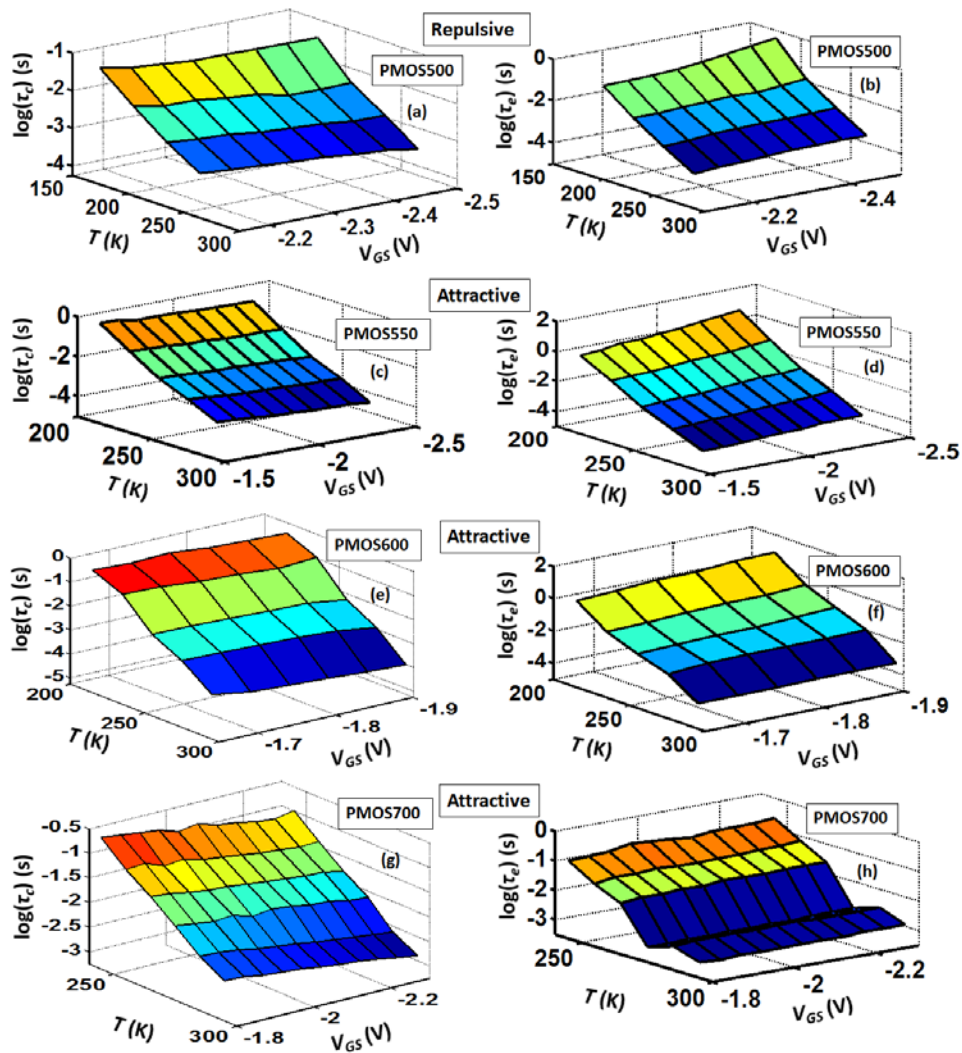 Repulsive
PMOS500
(a)
log(τc) (s)
-1
-2
-3
-4
150
200
250
300
T (K)
-2.2
-2.3
-2.4
-2.5
VGS (V)
PMOS500
(b)
log(τe) (s)
0
-2
-4
150
200
250
300
T (K)
-2.2
-2.4
VGS (V)
Attractive
PMOS550
(c)
log(τc) (s)
0
-2
-4
200
250
300
T (K)
-1.5
-2
-2.5
VGS (V)
PMOS550
(d)
log(τe) (s)
2
0
-2
-4
200
250
300
T (K)
-1.5
-2
-2.5
VGS (V)
Attractive
PMOS600
(e)
log(τc) (s)
0
-1
-2
-3
-4
-5
200
250
300
T (K)
-1.7
-1.8
-1.9
VGS (V)
PMOS600
(f)
log(τe) (s)
2
0
-2
-4
200
250
300
T (K)
-1.7
-1.8
-1.9
VGS (V)
Attractive
PMOS700
(g)
log(τc) (s)
-0.5
-1
-1.5
-2
-2.5
-3
250
300
T (K)
-1.8
-2
-2.2
VGS (V)
PMOS700
(h)
log(τe) (s)
0
-1
-2
-3
250
300
T (K)
-1.8
-2
-2.2
VGS (V)